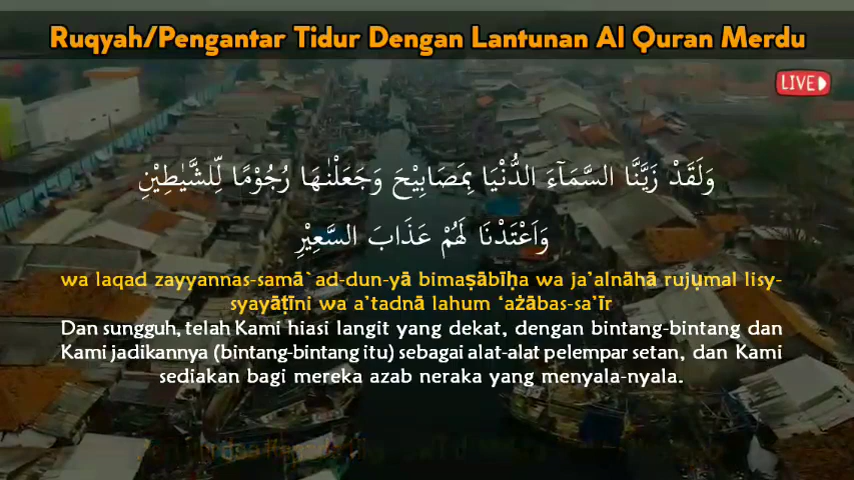 Ruqyah/Pengantar Tidur Dengan Lantunan Al Quran Merdu
LIVE
وَلَقَدْ زَيَّنَّا السَّمَاۤءَ الدُّنْيَا بِمَصَابِيْحَ وَجَعَلْنٰهَا رُجُوْمًا لِّلشَّيٰطِيْنِ
وَاَعْتَدْنَا لَهُمْ عَذَابَ السَّعِيْرِ
wa laqad zayyannas-samā`ad-dun-yā bimaṣābīḥa wa ja’alnāhā rujụmal lisy-
syayāṭīni wa a’tadnā lahum ‘ażābas-sa’īr
Dan sungguh, telah Kami hiasi langit yang dekat, dengan bintang-bintang dan
Kami jadikannya (bintang-bintang itu) sebagai alat-alat pelempar setan, dan Kami
sediakan bagi mereka azab neraka yang menyala-nyala.